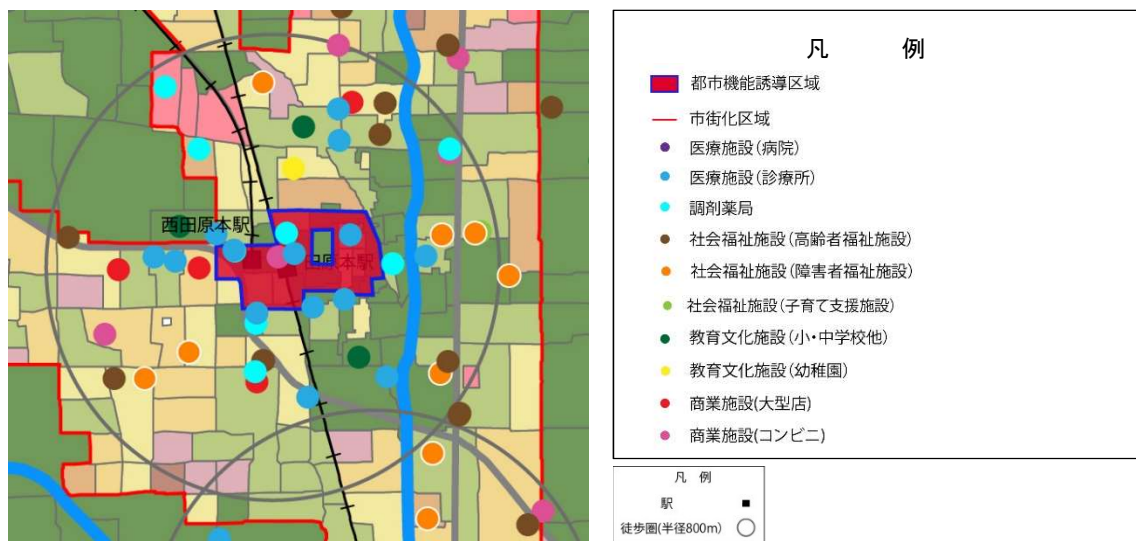 西田原本駅
田原本駅
凡 例
都市機能誘導区域
市街化区域
医療施設(病院)
医療施設(診療所)
調剤薬局
社会福祉施設(高齢者福祉施設)
社会福祉施設(障害者福祉施設)
社会福祉施設(子育て支援施設)
教育文化施設(小・中学校他)
教育文化施設(幼稚園)
商業施設(大型店)
商業施設(コンビニ)
凡 例
駅
徒歩圏(半径800m)